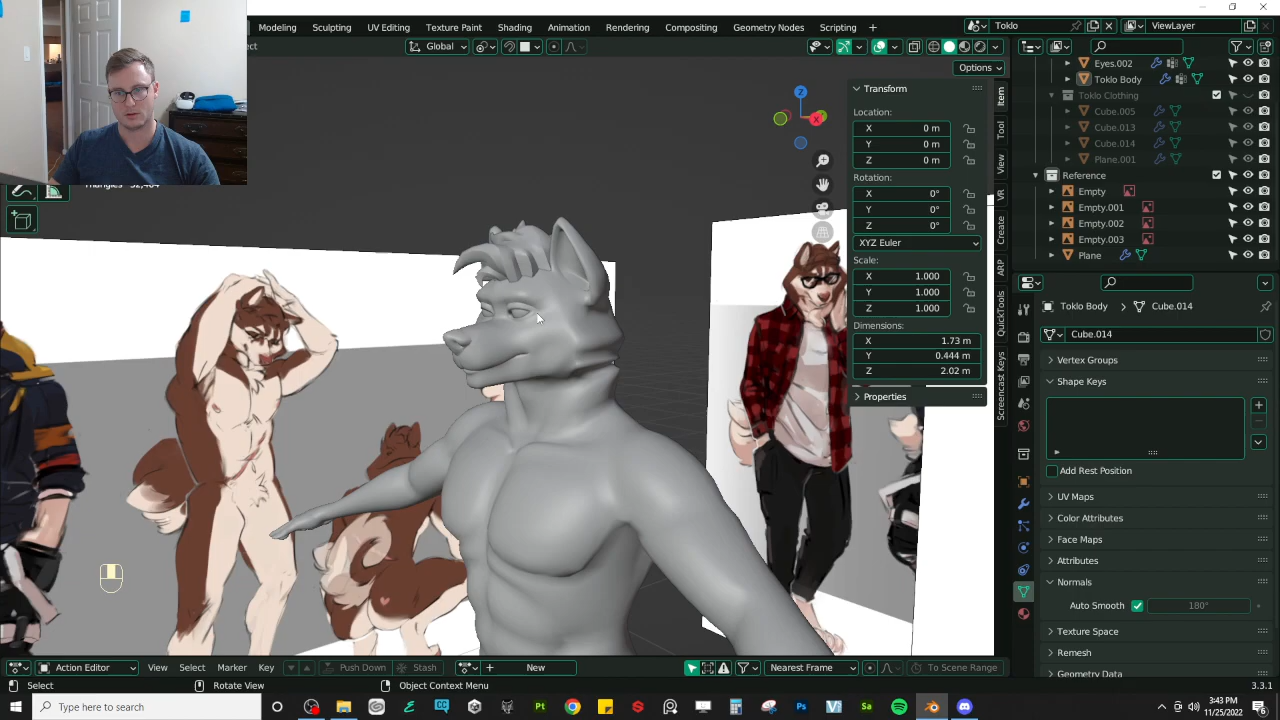 Modeling Sculpting UV Editing Texture Paint Shading Animation Rendering Compositing Geometry Nodes Scripting +
Toklo ViewLayer
Global
Options
Transform
Location:
X 0 m
Y 0 m
Z 0 m
Rotation:
X 0°
Y 0°
Z 0°
XYZ Euler
Scale:
X 1.000
Y 1.000
Z 1.000
Dimensions:
X 1.73 m
Y 0.444 m
Z 2.02 m
Properties
Item
Tool
View
VR
Create
ARP
QuickTools
Screencast Keys
Z
X
Eyes.002
Toklo Body
Toklo Clothing
Cube.005
Cube.013
Cube.014
Plane.001
Reference
Empty
Empty.001
Empty.002
Empty.003
Plane
Toklo Body Cube.014
Cube.014
Vertex Groups
Shape Keys
Add Rest Position
UV Maps
Color Attributes
Face Maps
Attributes
Normals
Auto Smooth 180°
Texture Space
Remesh
Geometry Data
Action Editor View Select Marker Key Push Down Stash New Nearest Frame To Scene Range
Select Rotate View Object Context Menu 3.3.1
Type here to search
3:43 PM
11/25/2022